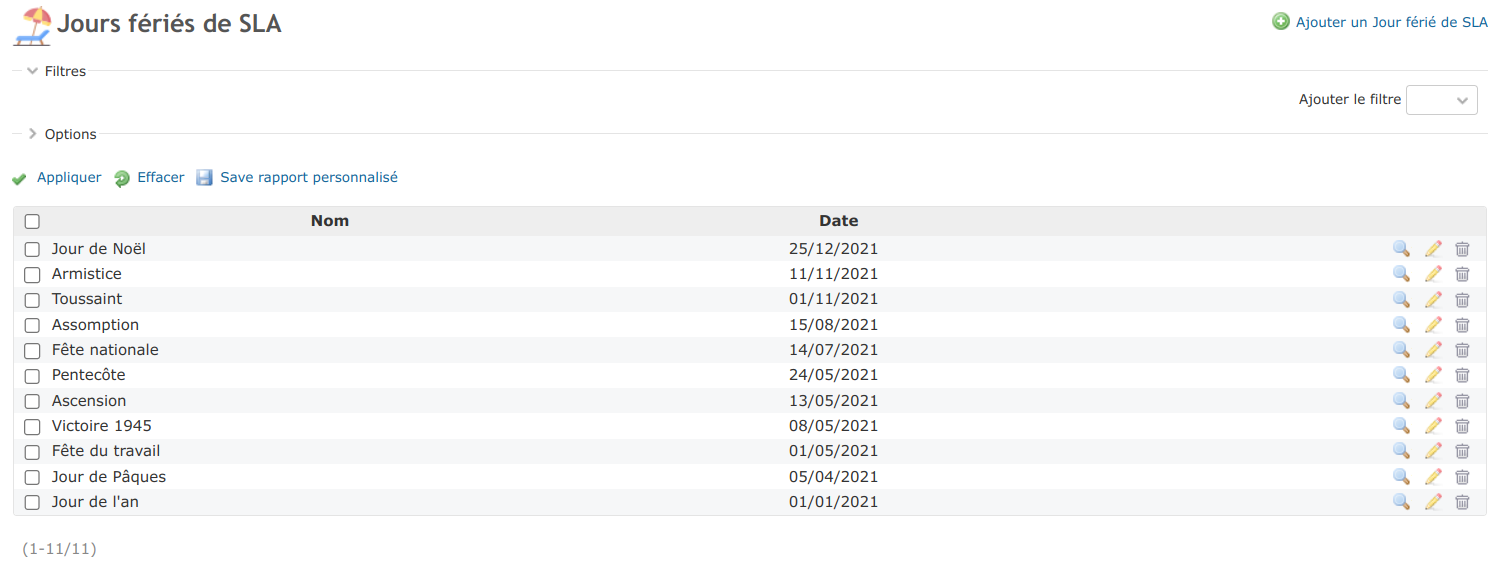 Jours fériés de SLA
Ajouter un Jour férié de SLA
Filtres
Ajouter le filtre
Options
Appliquer Effacer Save rapport personnalisé
Nom Date
Jour de Noël 25/12/2021
Armistice 11/11/2021
Toussaint 01/11/2021
Assomption 15/08/2021
Fête nationale 14/07/2021
Pentecôte 24/05/2021
Ascension 13/05/2021
Victoire 1945 08/05/2021
Fête du travail 01/05/2021
Jour de Pâques 05/04/2021
Jour de l'an 01/01/2021
(1-11/11)